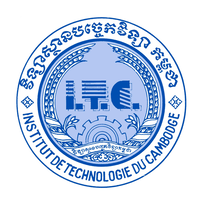 វិទ្យាស្ថានបច្ចេកវិទ្យា កម្ពុជា
I.T.C.
INSTITUT DE TECHNOLOGIE DU CAMBODGE